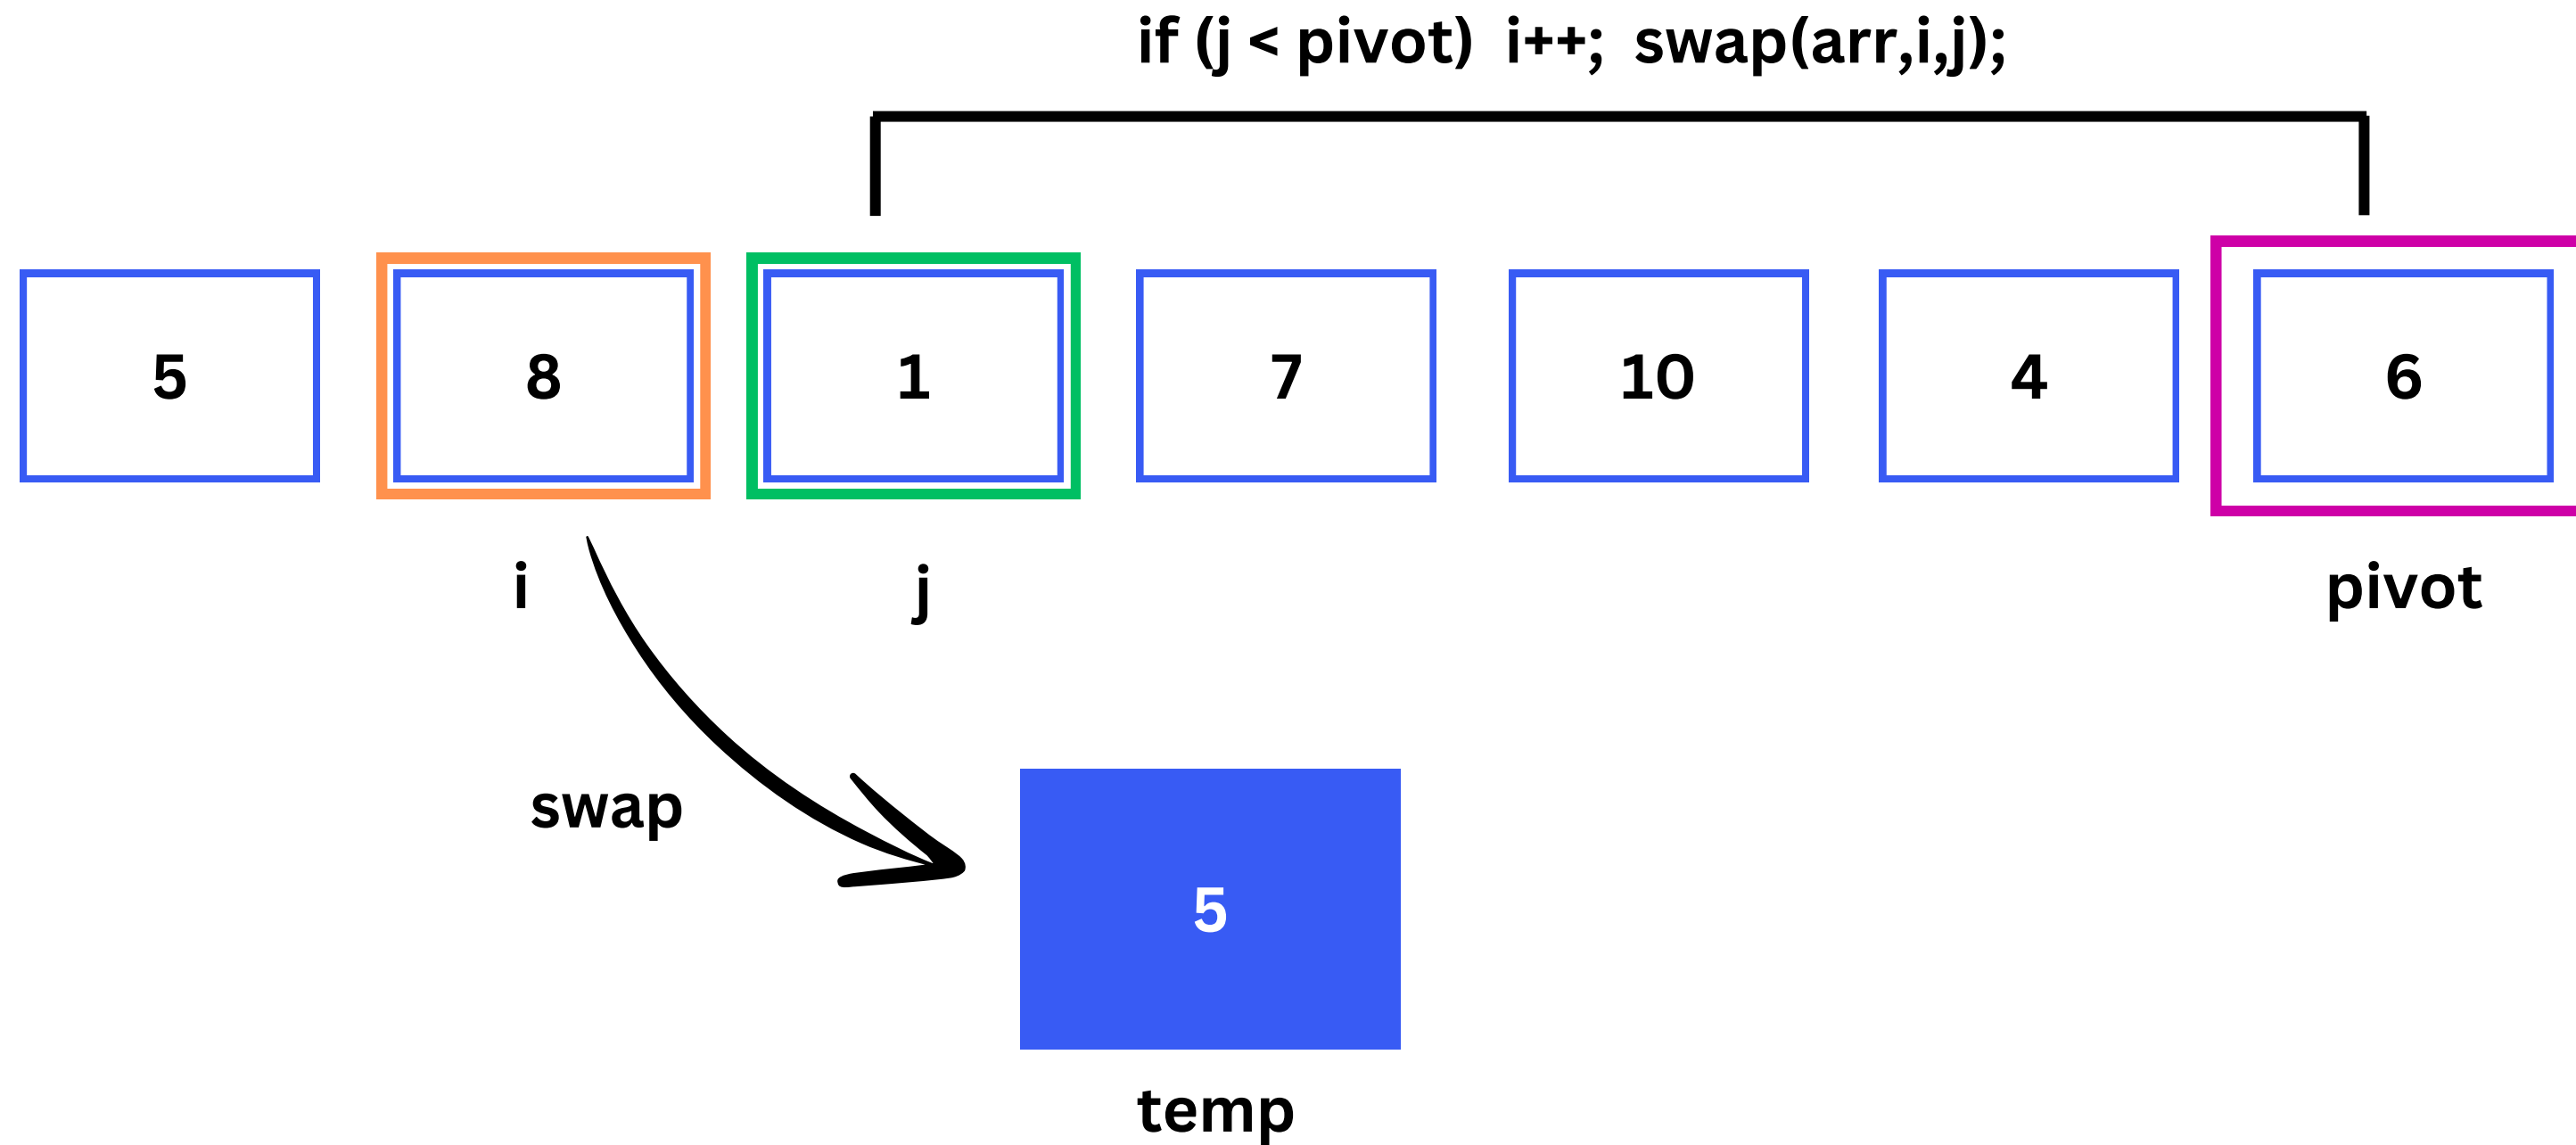 if (j < pivot) i++; swap(arr,i,j);
5 8 1 7 10 4 6
i j pivot
swap
5
temp